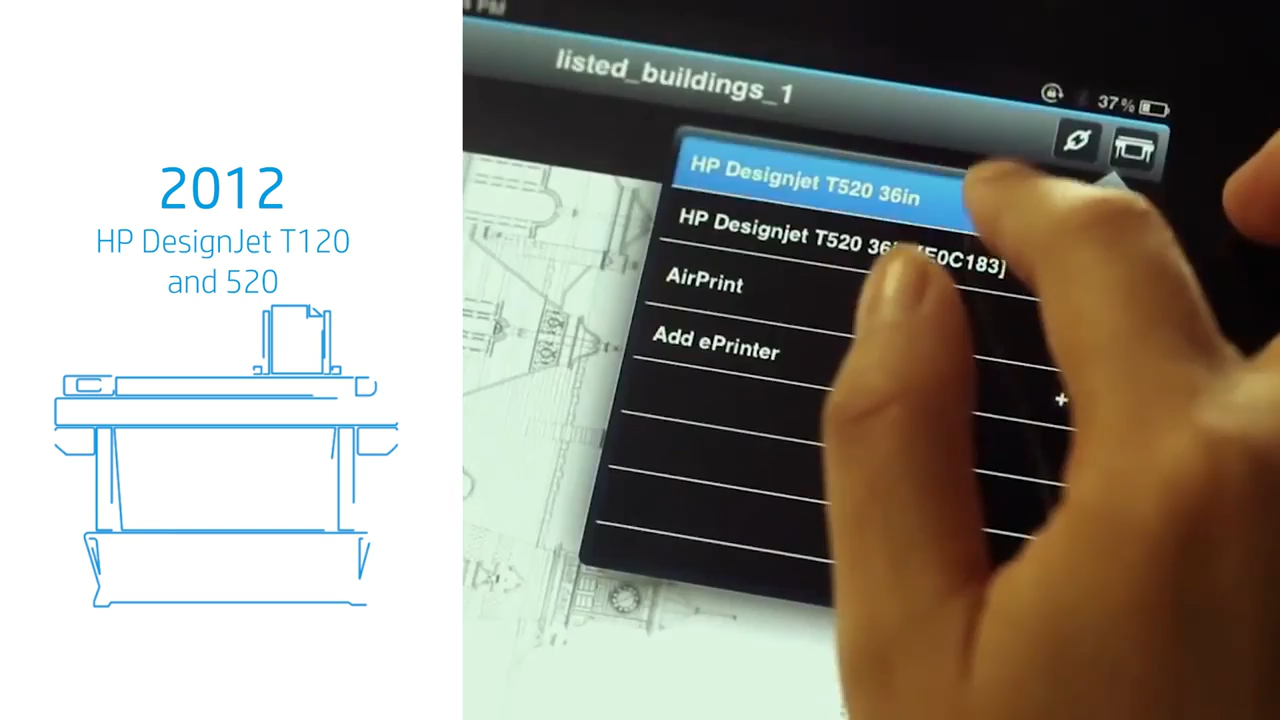 2012
HP DesignJet T120
and 520
PM
listed_buildings_1
37%
HP Designjet T520 36in
HP Designjet T520 [E0C183]
AirPrint
Add ePrinter
+